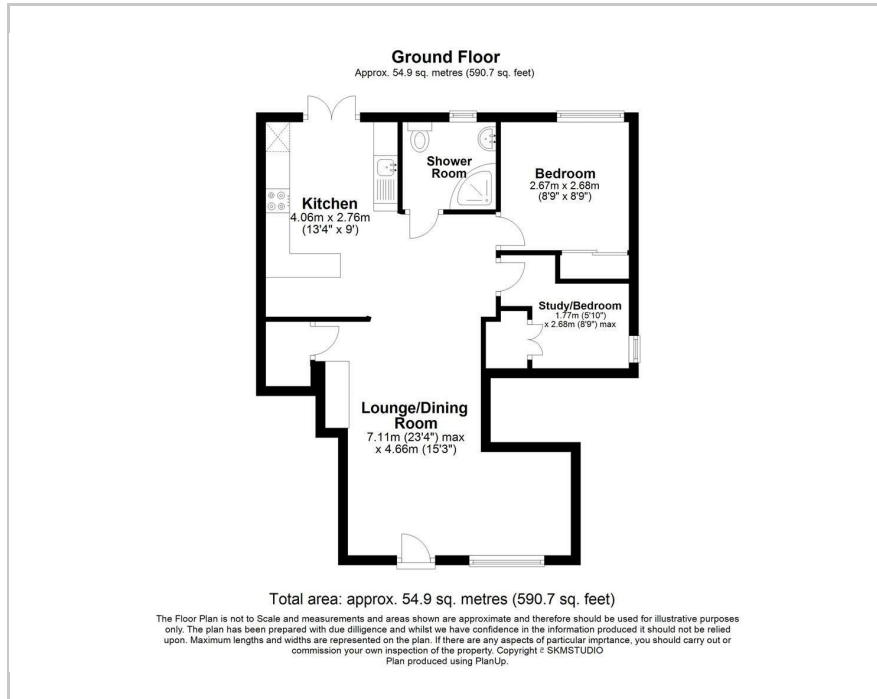 Ground Floor
Approx. 54.9 sq. metres (590.7 sq. feet)
Shower
Room
Bedroom
2.67m x 2.68m
(8'9" x 8'9")
Kitchen
4.06m x 2.76m
(13'4" x 9')
Study/Bedroom
1.77m (5'10")
x 2.68m (8'9") max
Lounge/Dining
Room
7.11m (23'4") max
x 4.66m (15'3")
Total area: approx. 54.9 sq. metres (590.7 sq. feet)
The Floor Plan is not to Scale and measurements and areas shown are approximate and therefore should be used for illustrative purposes
only. The plan has been prepared with due dilligence and whilst we have confidence in the information produced it should not be relied
upon. Maximum lengths and widths are represented on the plan. If there are any aspects of particular imprtance, you should carry out or
commission your own inspection of the property. Copyright SKMSTUDIO
Plan produced using PlanUp.